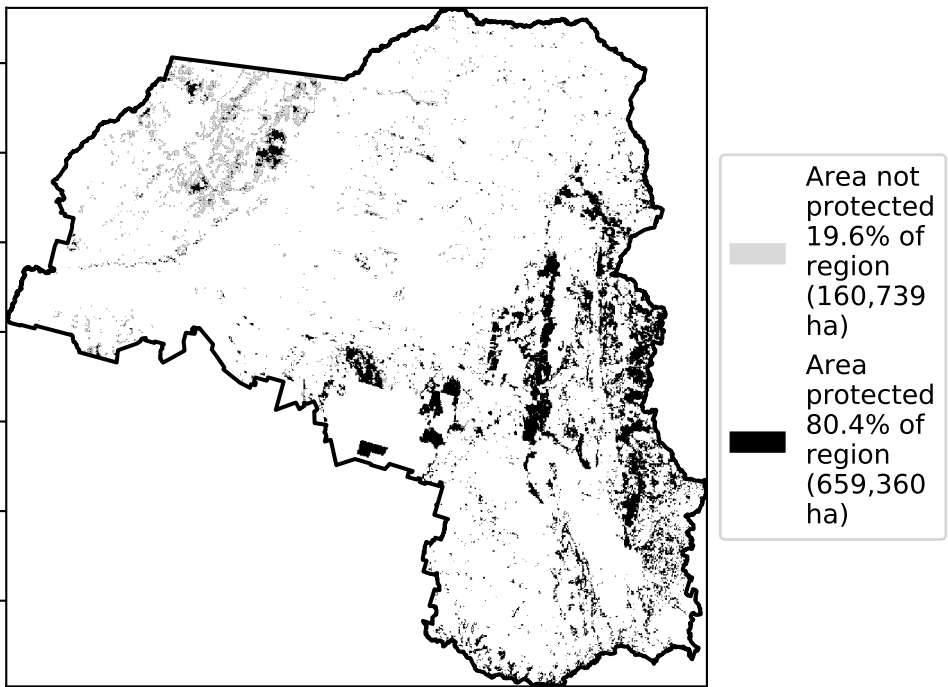 Area not
protected
19.6% of
region
(160,739
ha)
Area
protected
80.4% of
region
(659,360
ha)